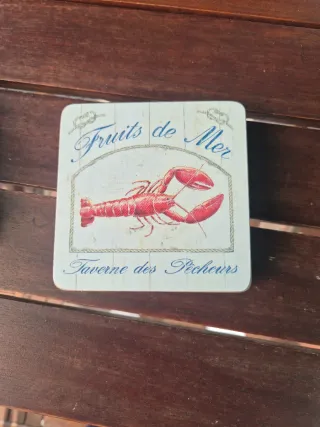 Fruits de Mer
Taverne des Pêcheurs